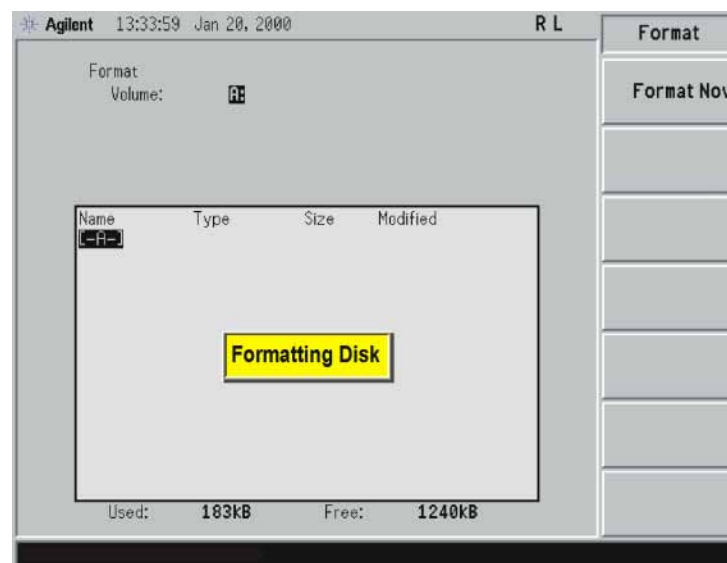 Agilent 13:33:59 Jan 20, 2000 R L
Format
Format
Volume: A:
Format Now
Name Type Size Modified
[-A-]
Formatting Disk
Used: 183kB Free: 1240kB